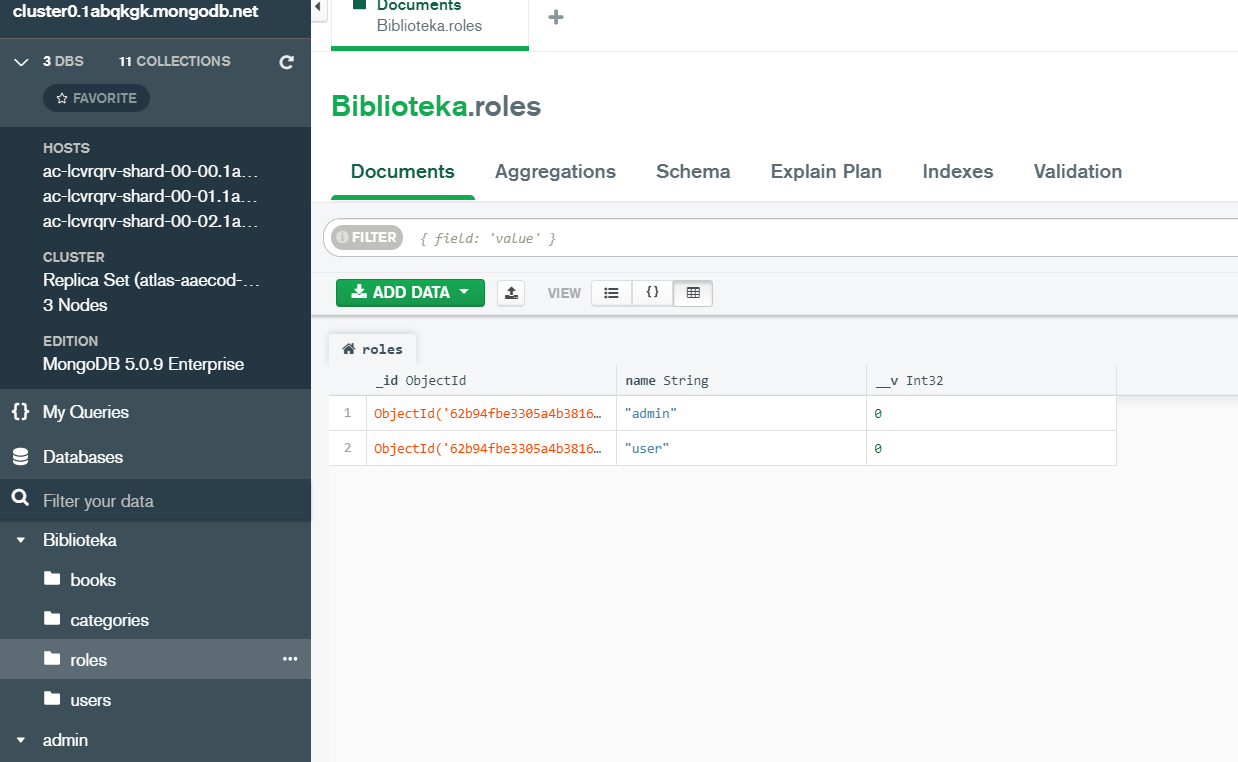 cluster0.1abqkgk.mongodb.net
3 DBS 11 COLLECTIONS
FAVORITE
HOSTS
ac-lcvrqrv-shard-00-00.1a…
ac-lcvrqrv-shard-00-01.1a…
ac-lcvrqrv-shard-00-02.1a…
CLUSTER
Replica Set (atlas-aaecod-…
3 Nodes
EDITION
MongoDB 5.0.9 Enterprise
{} My Queries
Databases
Filter your data
Biblioteka
books
categories
roles
users
admin
Documents
Biblioteka.roles
Biblioteka.roles
Documents Aggregations Schema Explain Plan Indexes Validation
FILTER { field: 'value' }
ADD DATA VIEW {}
roles
_id ObjectId name String __v Int32
1 ObjectId('62b94fbe3305a4b3816… "admin" 0
2 ObjectId('62b94fbe3305a4b3816… "user" 0